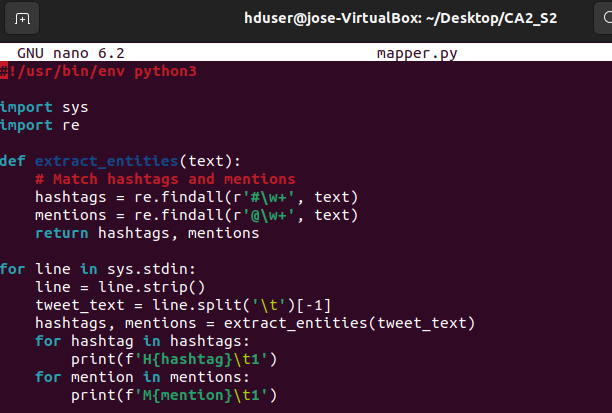 hduser@jose-VirtualBox: ~/Desktop/CA2_S2
GNU nano 6.2 mapper.py
#!/usr/bin/env python3
import sys
import re
def extract_entities(text):
    # Match hashtags and mentions
    hashtags = re.findall(r'#\w+', text)
    mentions = re.findall(r'@\w+', text)
    return hashtags, mentions
for line in sys.stdin:
    line = line.strip()
    tweet_text = line.split('\t')[-1]
    hashtags, mentions = extract_entities(tweet_text)
    for hashtag in hashtags:
        print(f'H{hashtag}\t1')
    for mention in mentions:
        print(f'M{mention}\t1')